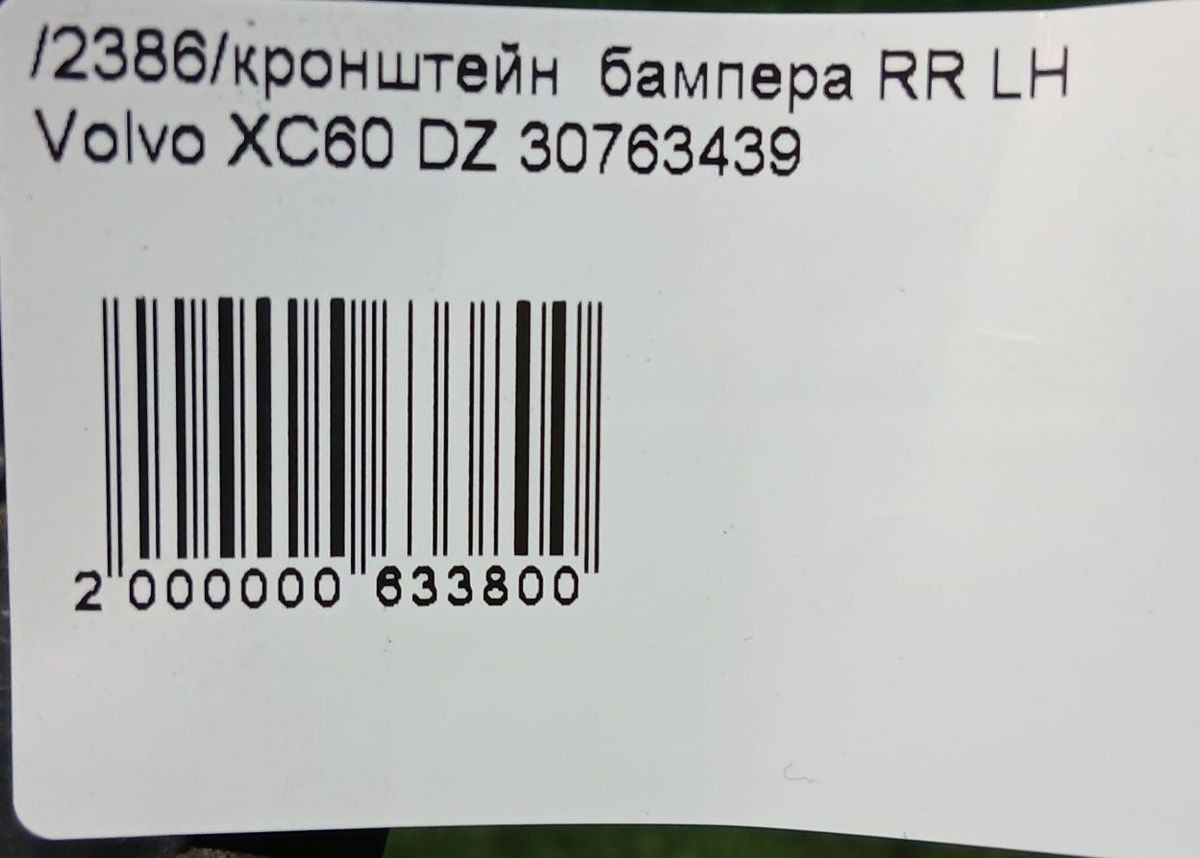 /2386/кронштейн бампера RR LH
Volvo XC60 DZ 30763439
2 000000 633800